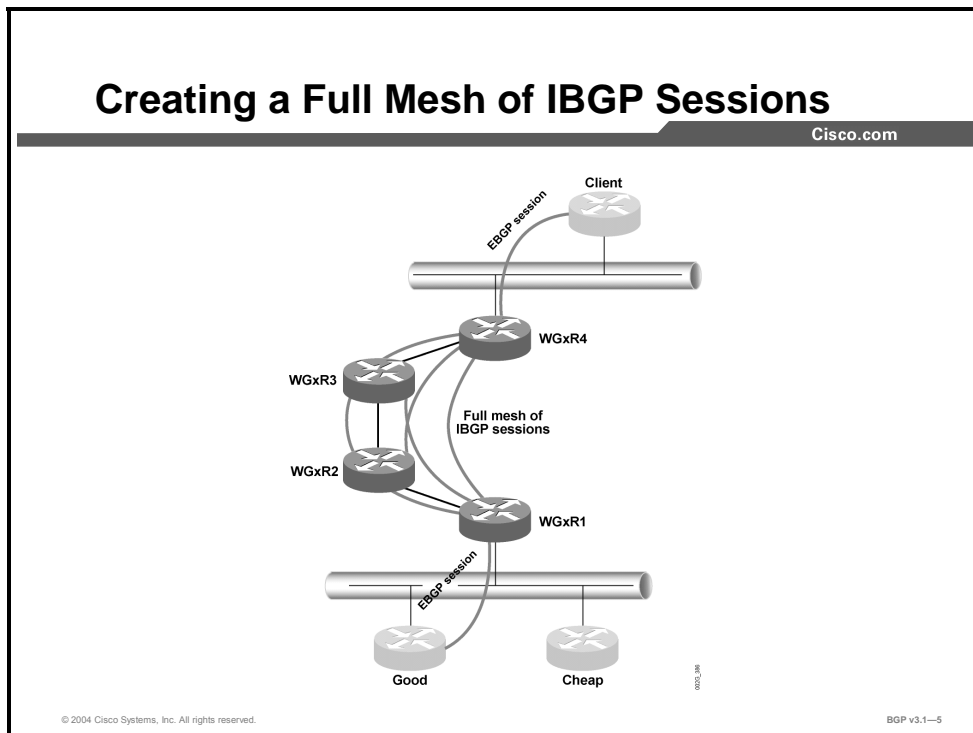 Creating a Full Mesh of IBGP Sessions
Cisco.com
Client
EBGP session
WGxR4
WGxR3
Full mesh of
IBGP sessions
WGxR2
WGxR1
EBGP session
Good
Cheap
002G_386
© 2004 Cisco Systems, Inc. All rights reserved.
BGP v3.1—5